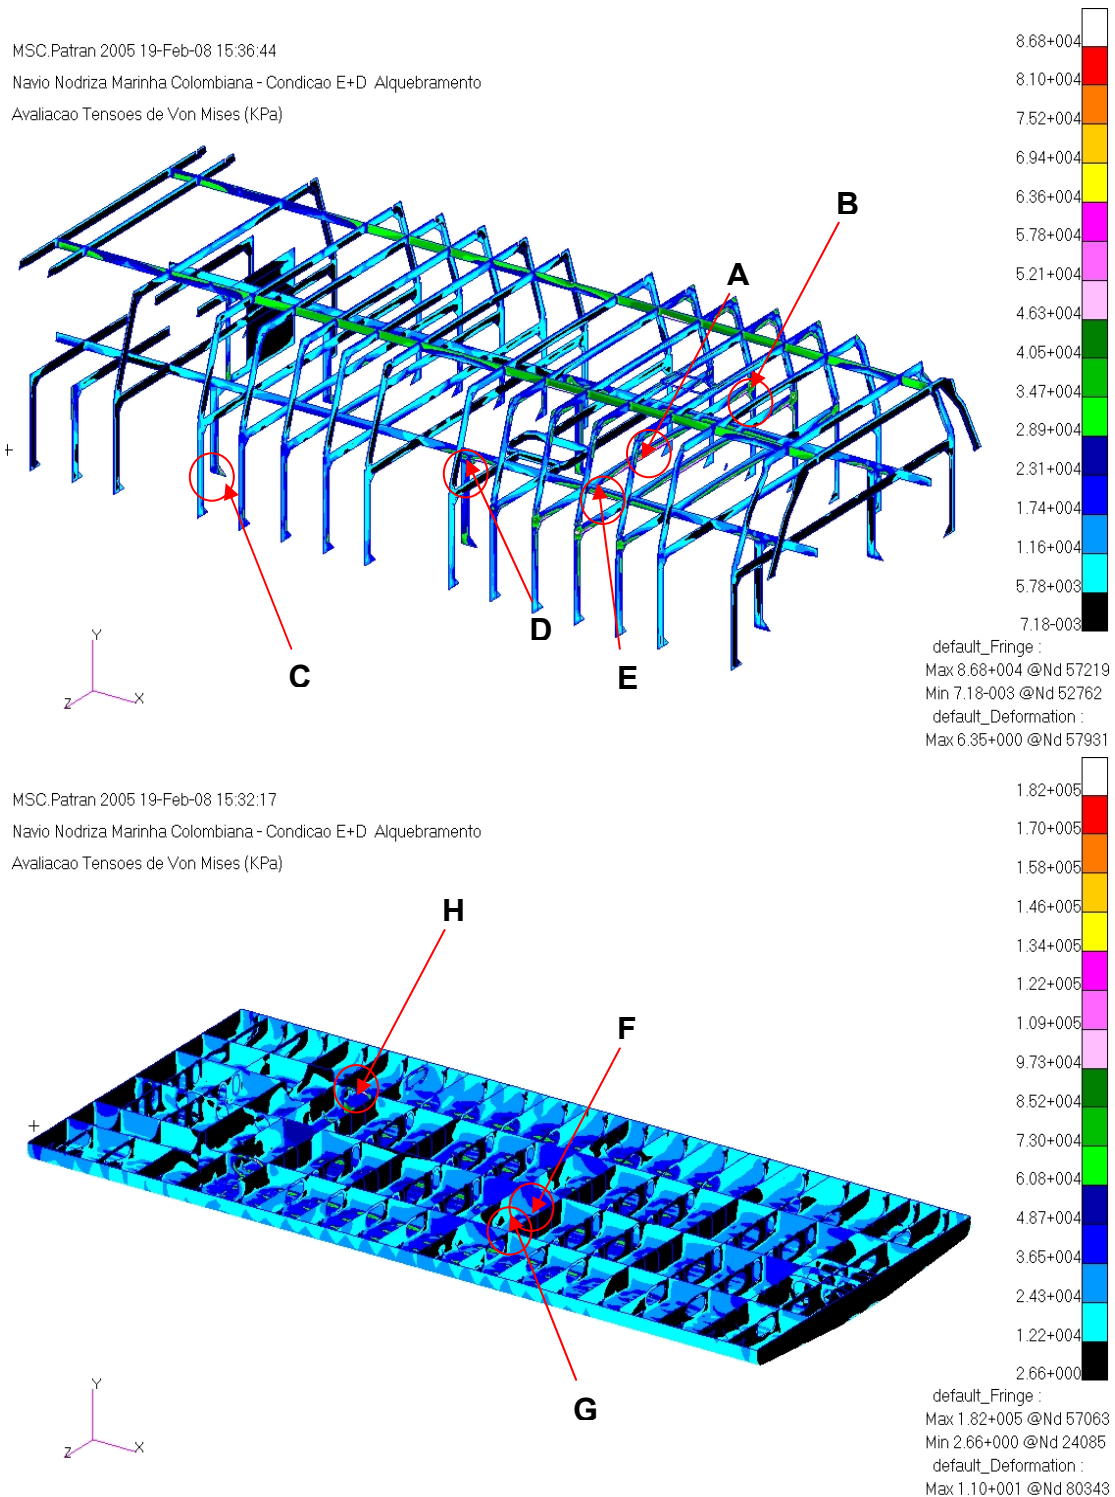 MSC.Patran 2005 19-Feb-08 15:36:44
Navio Nodriza Marinha Colombiana - Condicao E+D Alquebramento
Avaliacao Tensoes de Von Mises (KPa)
8.68+004
8.10+004
7.52+004
6.94+004
6.36+004
5.78+004
5.21+004
4.63+004
4.05+004
3.47+004
2.89+004
2.31+004
1.74+004
1.16+004
5.78+003
7.18-003
B
A
D
C
E
Y
Z
X
default_Fringe :
Max 8.68+004 @Nd 57219
Min 7.18-003 @Nd 52762
default_Deformation :
Max 6.35+000 @Nd 57931
MSC.Patran 2005 19-Feb-08 15:32:17
Navio Nodriza Marinha Colombiana - Condicao E+D Alquebramento
Avaliacao Tensoes de Von Mises (KPa)
1.82+005
1.70+005
1.58+005
1.46+005
1.34+005
1.22+005
1.09+005
9.73+004
8.52+004
7.30+004
6.08+004
4.87+004
3.65+004
2.43+004
1.22+004
2.66+000
H
F
G
Y
Z
X
default_Fringe :
Max 1.82+005 @Nd 57063
Min 2.66+000 @Nd 24085
default_Deformation :
Max 1.10+001 @Nd 80343